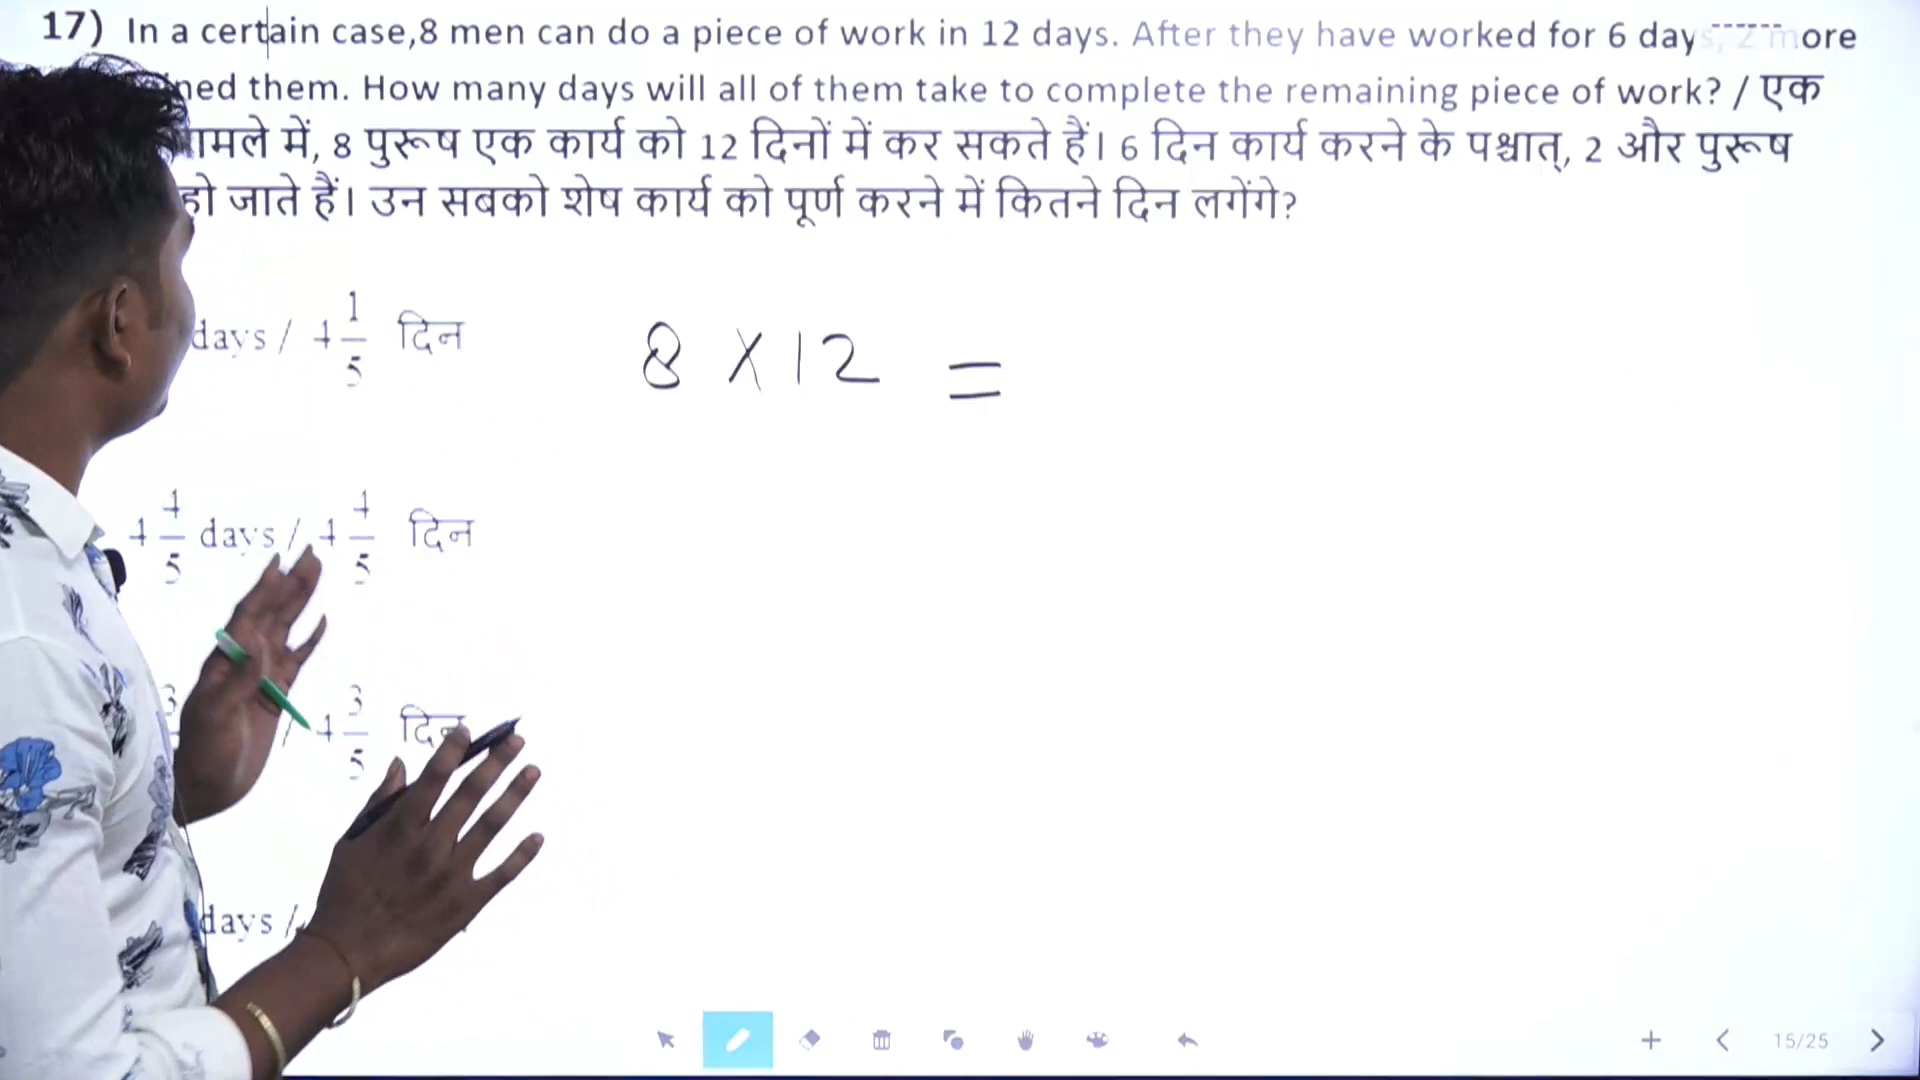 17) In a certain case,8 men can do a piece of work in 12 days. After they have worked for 6 days, 2 more
them. How many days will all of them take to complete the remaining piece of work? / एक
में, 8 पुरूष एक कार्य को 12 दिनों में कर सकते हैं। 6 दिन कार्य करने के पश्चात्, 2 और पुरूष
हो जाते हैं। उन सबको शेष कार्य को पूर्ण करने में कितने दिन लगेंगे?
days / 4 1/5 दिन
8 × 12 =
4 4/5 days / 4 4/5 दिन
/ 4 3/5 दिन
days /
15/25